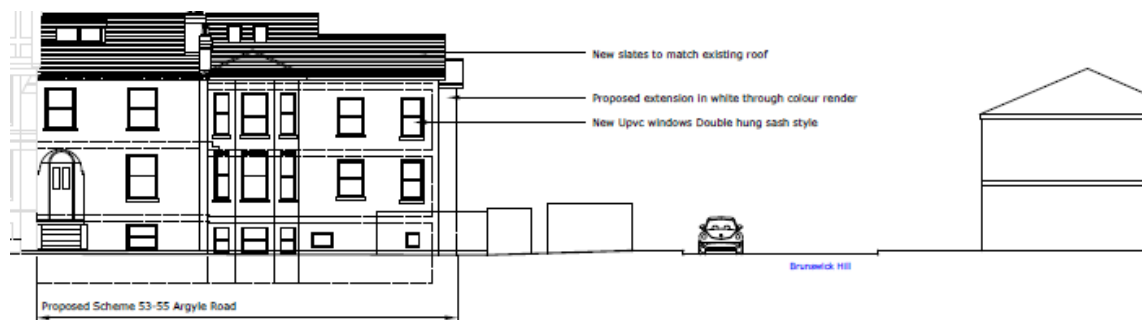 New slates to match existing roof
Proposed extension in white through colour render
New Upvc windows Double hung sash style
Brunswick Hill
Proposed Scheme 53-55 Argyle Road